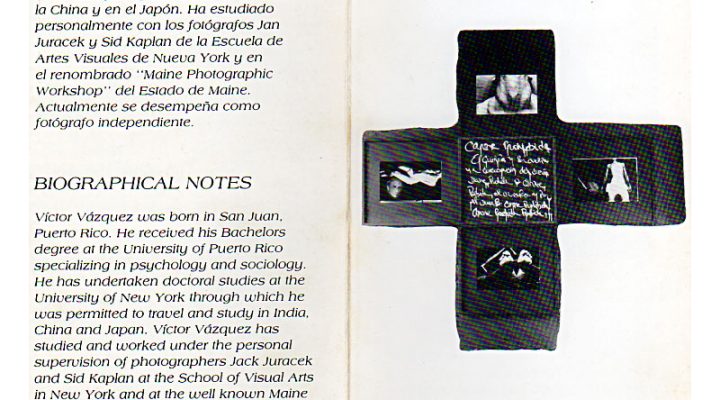 la China y en el Japón. Ha estudiado
personalmente con los fotógrafos Jan
Juracek y Sid Kaplan de la Escuela de
Artes Visuales de Nueva York y en
el renombrado "Maine Photographic
Workshop" del Estado de Maine.
Actualmente se desempeña como
fotógrafo independiente.
BIOGRAPHICAL NOTES
Víctor Vázquez was born in San Juan,
Puerto Rico. He received his Bachelors
degree at the University of Puerto Rico
specializing in psychology and sociology.
He has undertaken doctoral studies at the
University of New York through which he
was permitted to travel and study in India,
China and Japan. Víctor Vázquez has
studied and worked under the personal
supervision of photographers Jack Juracek
and Sid Kaplan at the School of Visual Arts
in New York and at the well known Maine
Carne